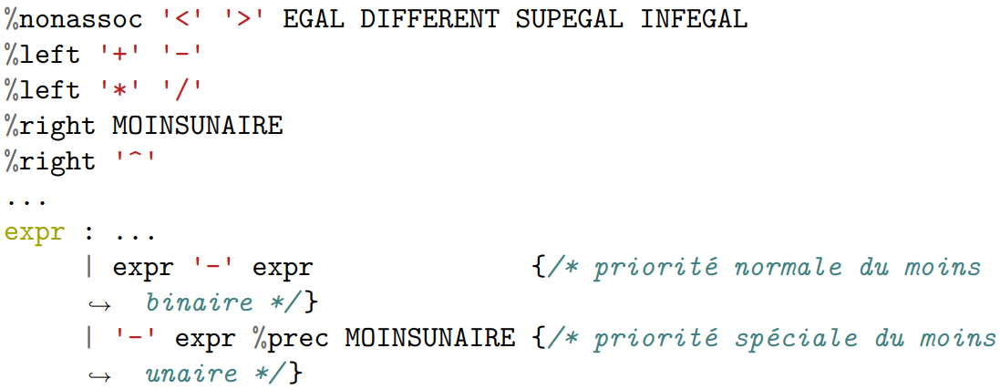 %nonassoc '<' '>' EGAL DIFFERENT SUPEGAL INFEGAL
%left '+' '-'
%left '*' '/'
%right MOINSUNAIRE
%right '^'
...
expr : ...
| expr '-' expr {/* priorité normale du moins
↪ binaire */}
| '-' expr %prec MOINSUNAIRE {/* priorité spéciale du moins
↪ unaire */}